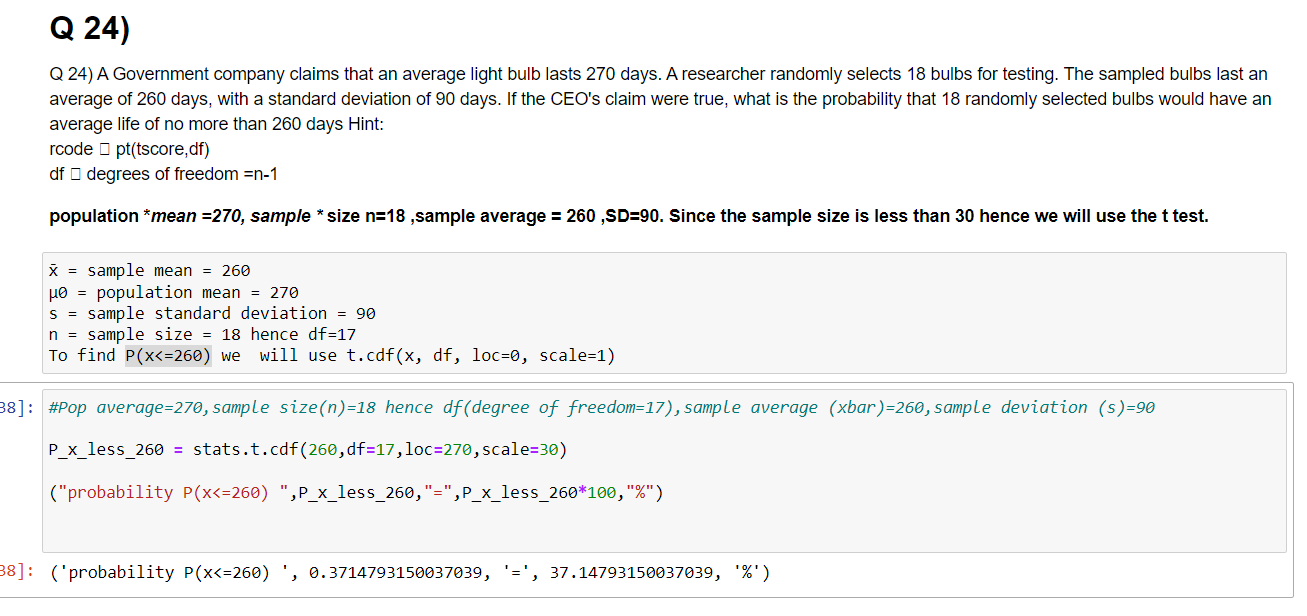 Q 24)
Q 24) A Government company claims that an average light bulb lasts 270 days. A researcher randomly selects 18 bulbs for testing. The sampled bulbs last an
average of 260 days, with a standard deviation of 90 days. If the CEO's claim were true, what is the probability that 18 randomly selected bulbs would have an
average life of no more than 260 days Hint:
rcode  pt(tscore,df)
df  degrees of freedom =n-1
population *mean =270, sample * size n=18 ,sample average = 260 ,SD=90. Since the sample size is less than 30 hence we will use the t test.
x̄ = sample mean = 260
μ0 = population mean = 270
s = sample standard deviation = 90
n = sample size = 18 hence df=17
To find P(x<=260) we  will use t.cdf(x, df, loc=0, scale=1)
38]: #Pop average=270,sample size(n)=18 hence df(degree of freedom=17),sample average (xbar)=260,sample deviation (s)=90
P_x_less_260 = stats.t.cdf(260,df=17,loc=270,scale=30)
("probability P(x<=260) ",P_x_less_260,"=",P_x_less_260*100,"%")
38]: ('probability P(x<=260) ', 0.3714793150037039, '=', 37.14793150037039, '%')